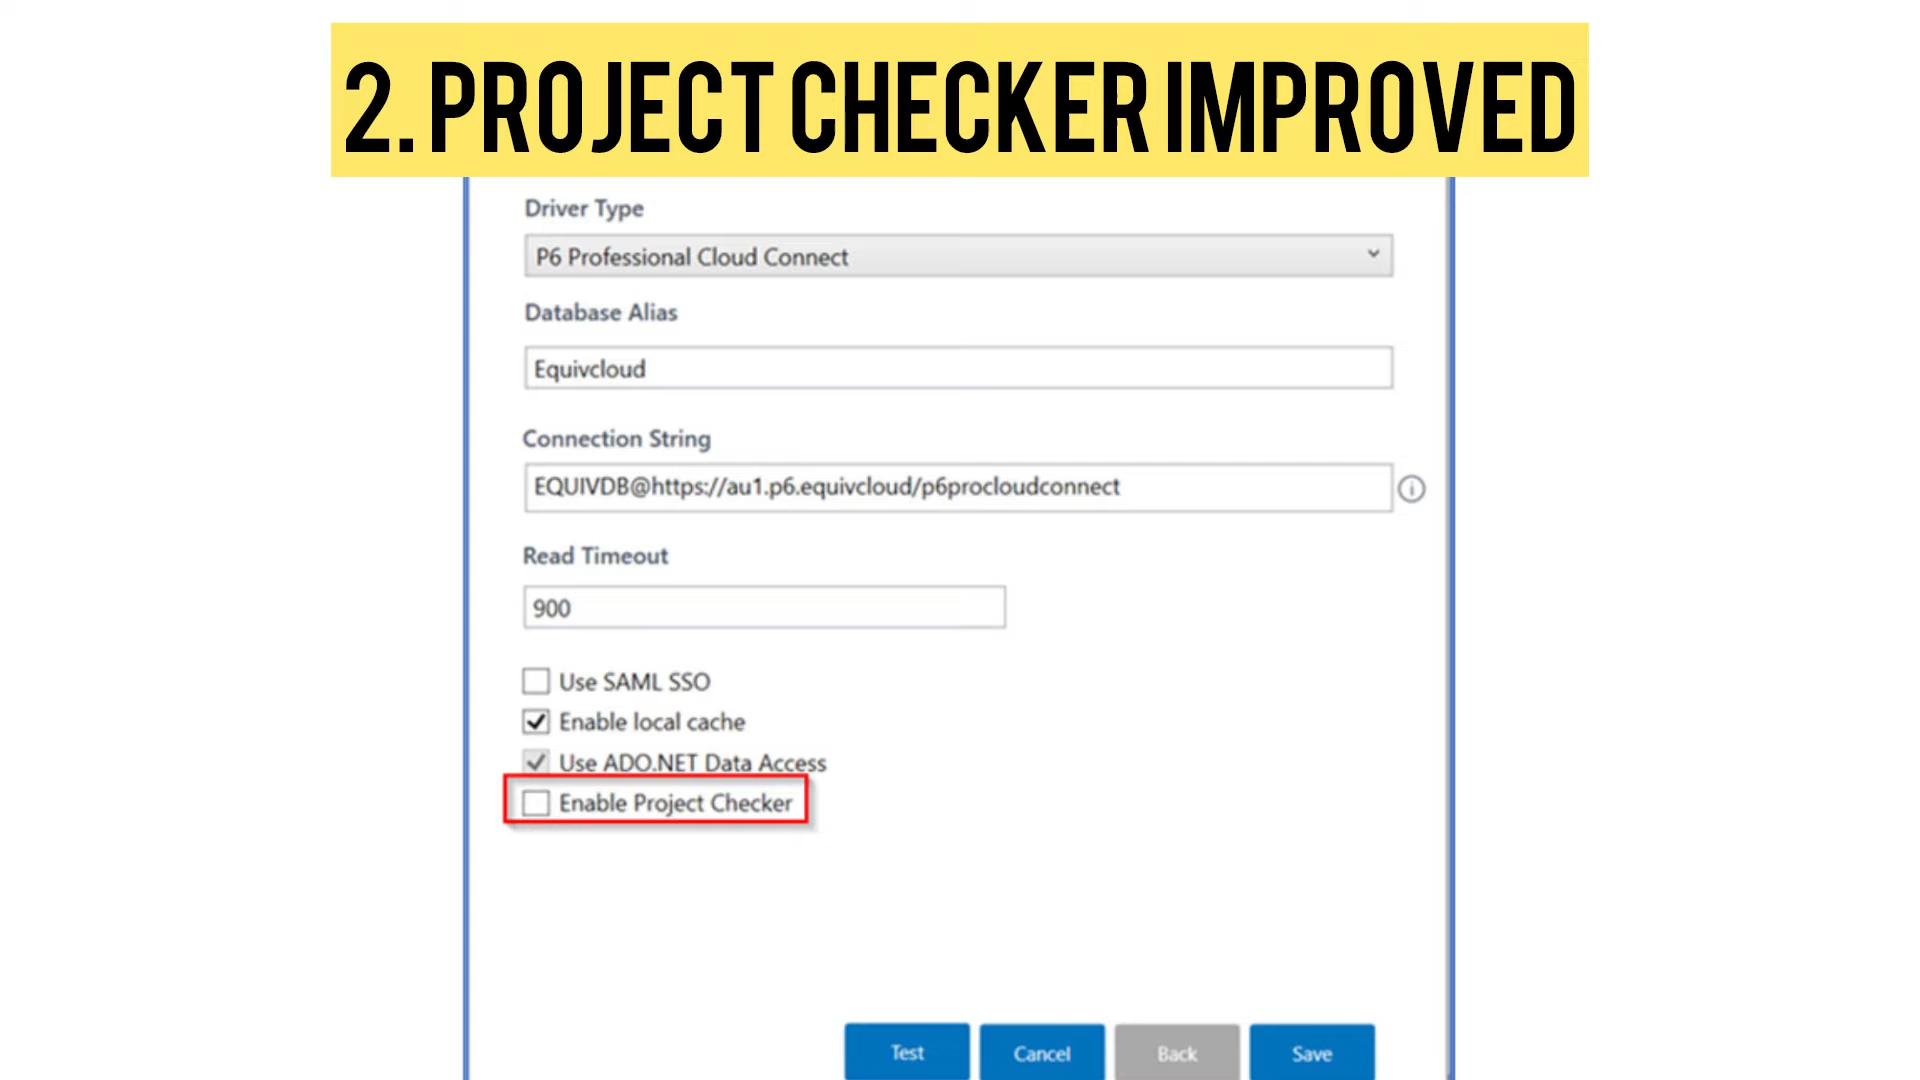 2. PROJECT CHECKER IMPROVED
Driver Type
P6 Professional Cloud Connect
Database Alias
Equivcloud
Connection String
EQUIVDB@https://au1.p6.equivcloud/p6procloudconnect
Read Timeout
900
Use SAML SSO
Enable local cache
Use ADO.NET Data Access
Enable Project Checker
Test Cancel Back Save